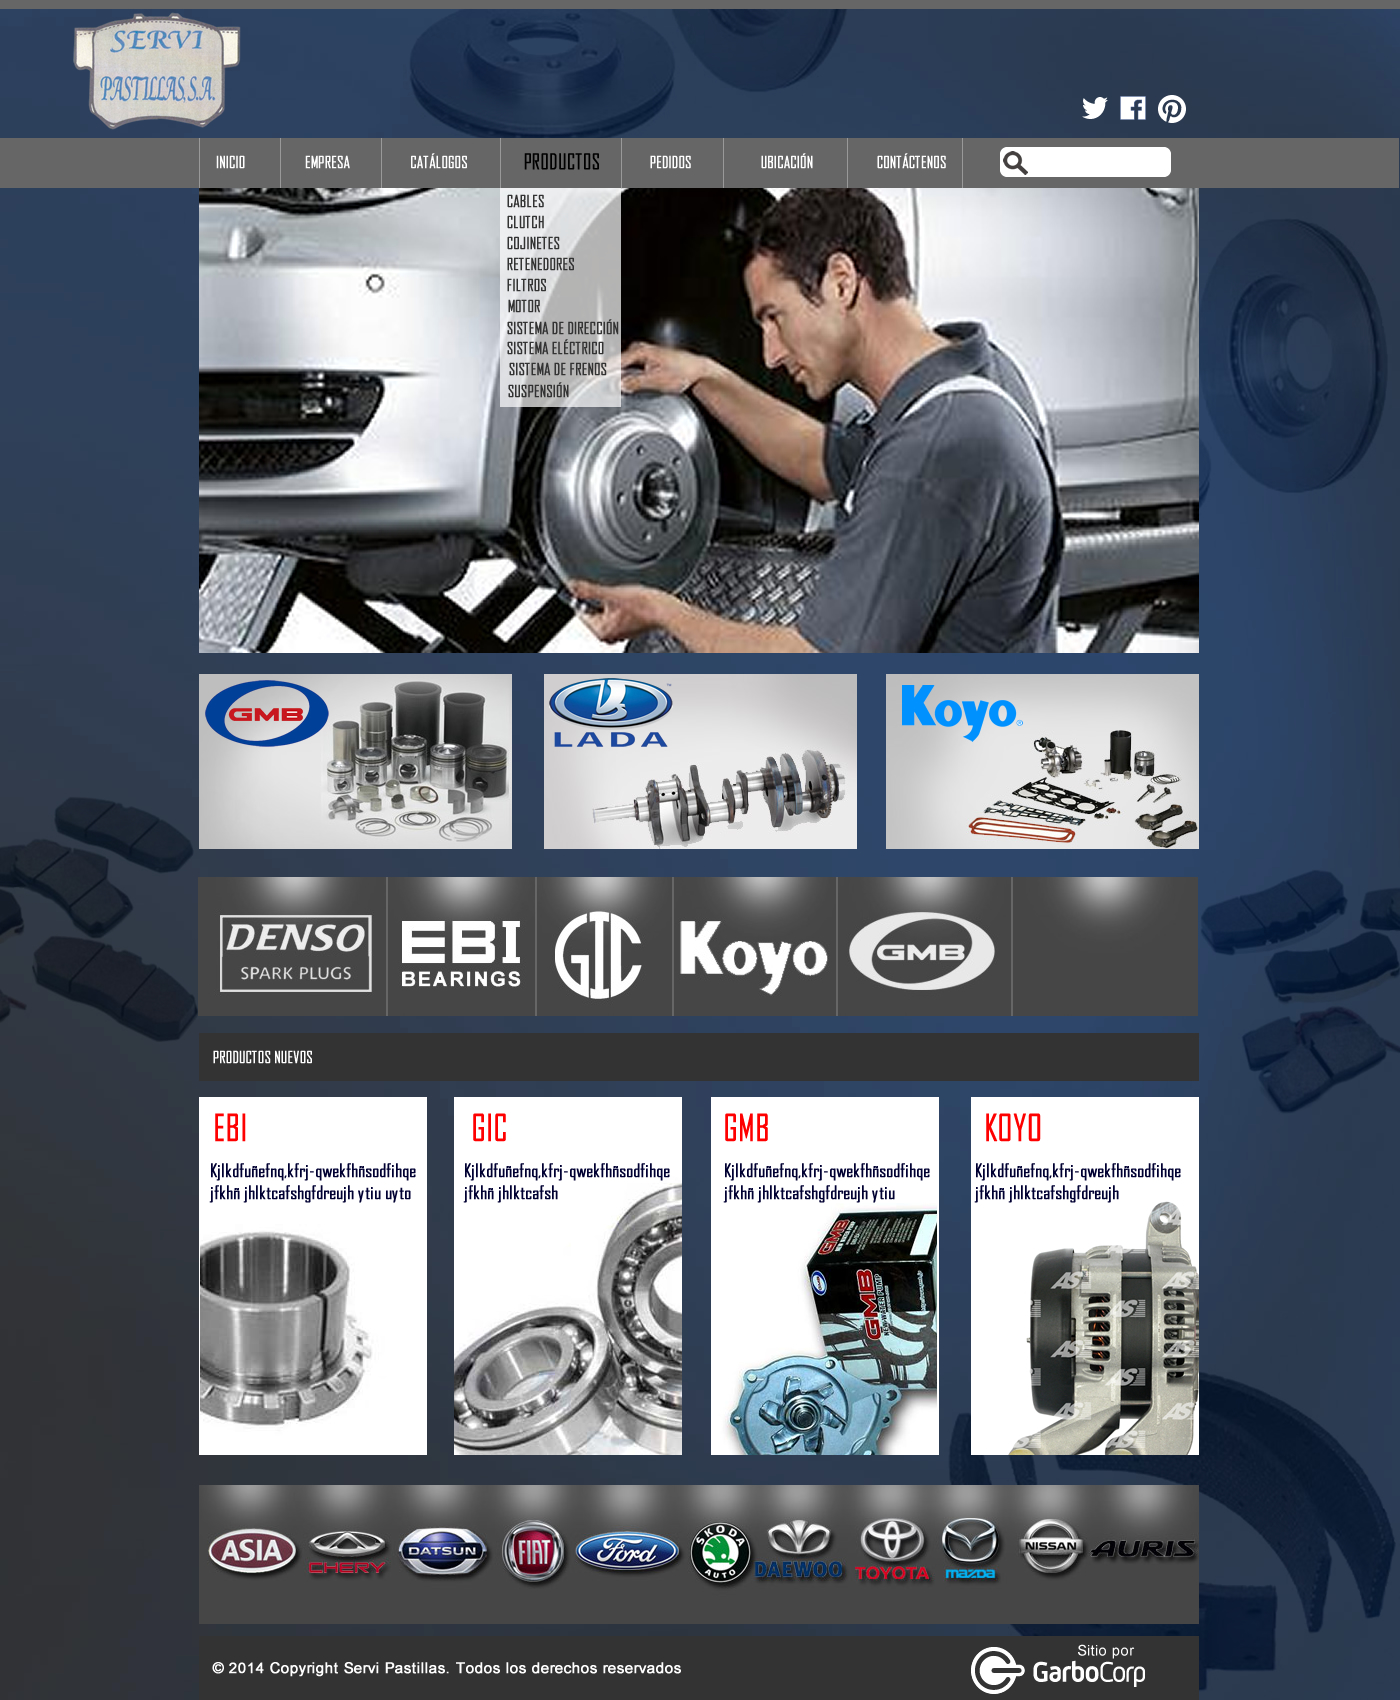 SERVI
PASTILLAS, S.A.
INICIO
EMPRESA
CATÁLOGOS
PRODUCTOS
PEDIDOS
UBICACIÓN
CONTÁCTENOS
CABLES
CLUTCH
COJINETES
RETENEDORES
FILTROS
MOTOR
SISTEMA DE DIRECCIÓN
SISTEMA ELÉCTRICO
SISTEMA DE FRENOS
SUSPENSIÓN
GMB
LADA
Koyo®
DENSO
SPARK PLUGS
EBI
BEARINGS
GIC
Koyo
GMB
PRODUCTOS NUEVOS
EBI
Kjlkdfuñefnq,kfrj-qwekfhñsodfihqe
jfkhñ jhlktcafshgfdreujh ytiu uyto
GIC
Kjlkdfuñefnq,kfrj-qwekfhñsodfihqe
jfkhñ jhlktcafsh
GMB
Kjlkdfuñefnq,kfrj-qwekfhñsodfihqe
jfkhñ jhlktcafshgfdreujh ytiu
GMB
GMB
KOYO
Kjlkdfuñefnq,kfrj-qwekfhñsodfihqe
jfkhñ jhlktcafshgfdreujh
AS
ASIA
CHERY
DATSUN
FIAT
Ford
SKODA
AUTO
DAEWOO
TOYOTA
mazda
NISSAN
AURIS
© 2014 Copyright Servi Pastillas. Todos los derechos reservados
Sitio por
GarboCorp